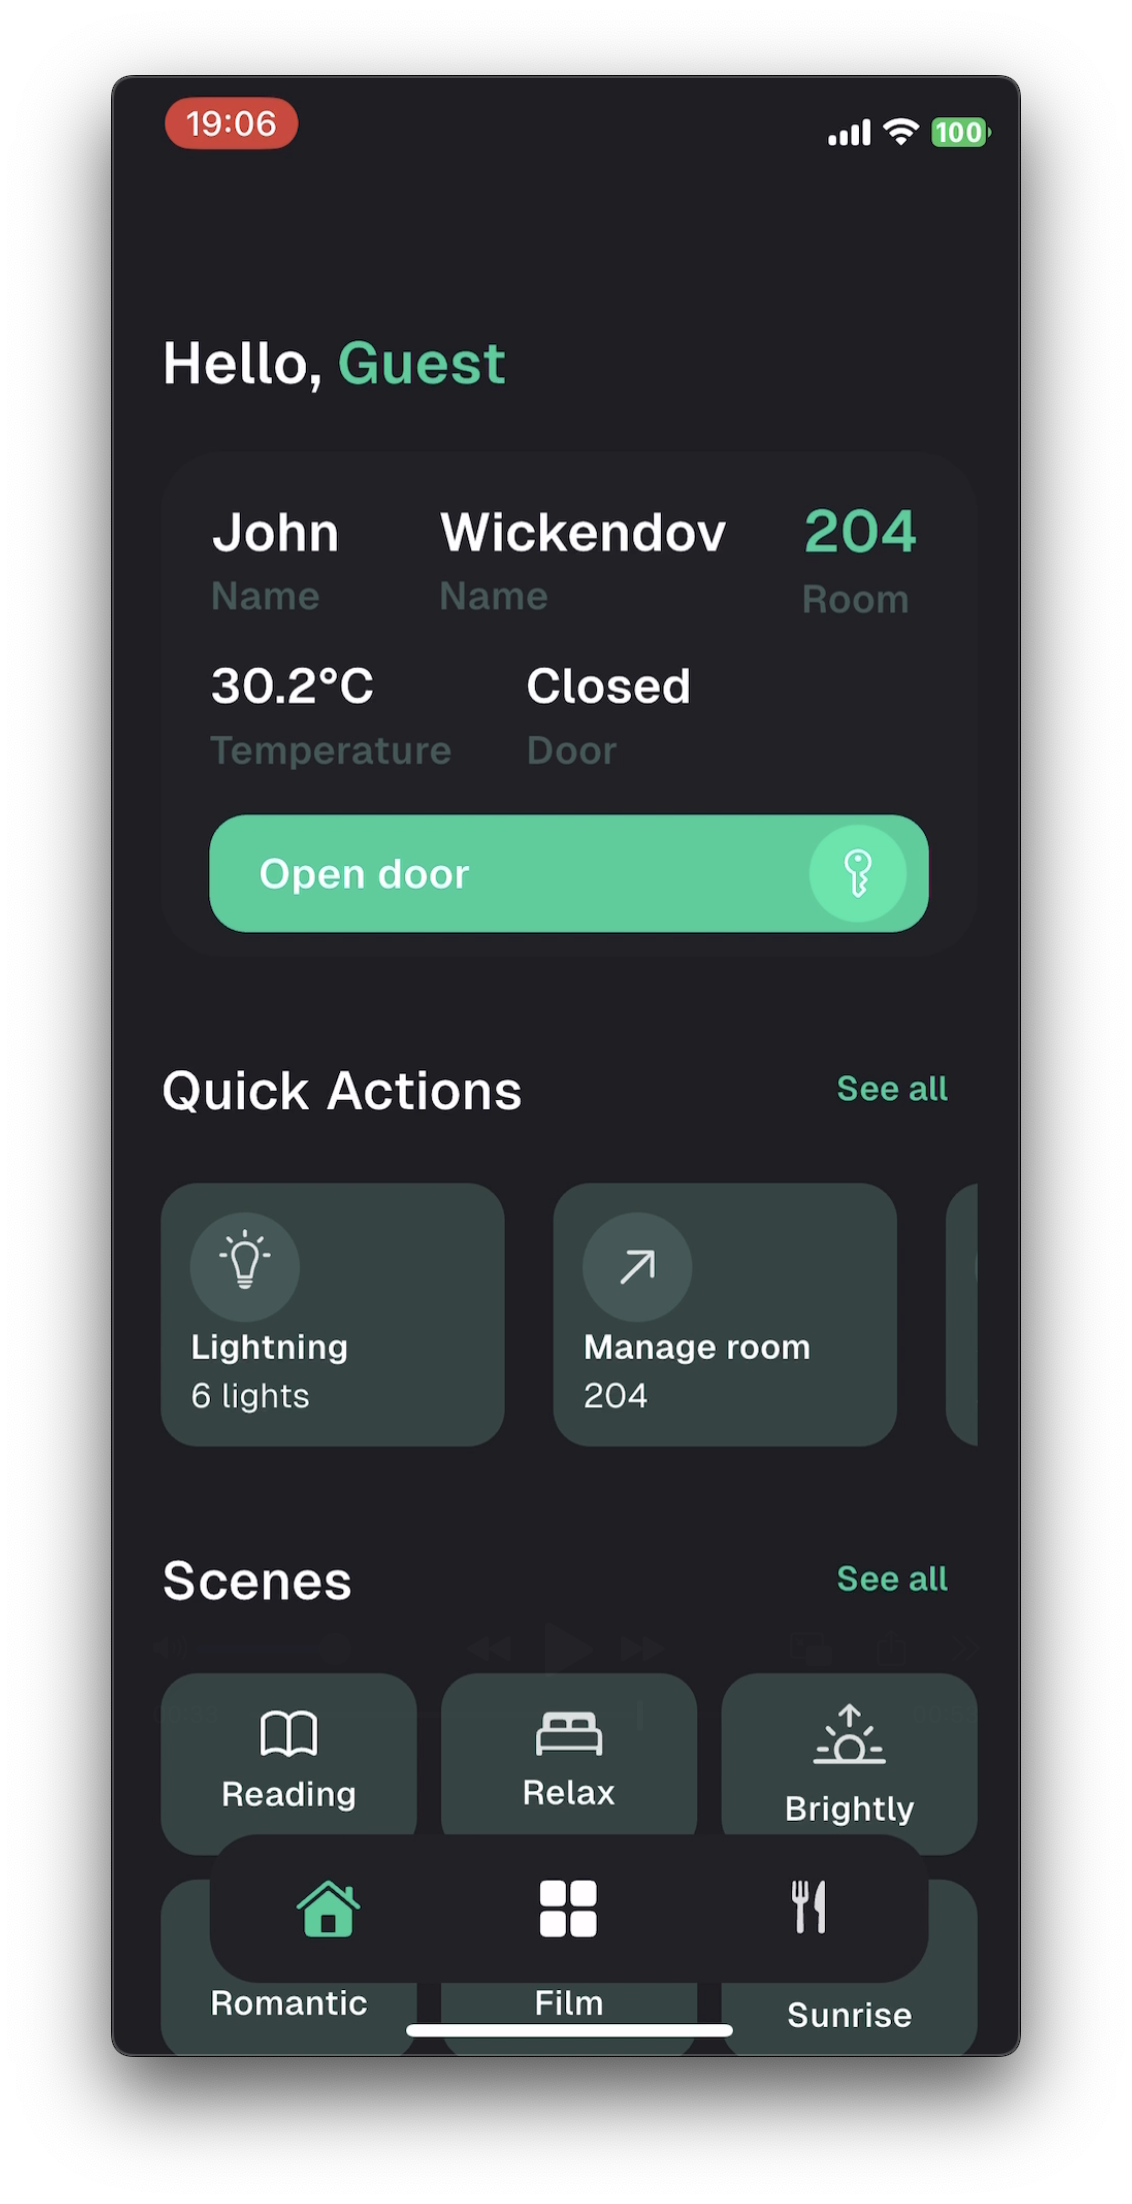 19:06 100
Hello, Guest
John Wickendov 204
Name Name Room
30.2°C Closed
Temperature Door
Open door
Quick Actions See all
Lightning Manage room
6 lights 204
Scenes See all
Reading Relax Brightly
Romantic Film Sunrise